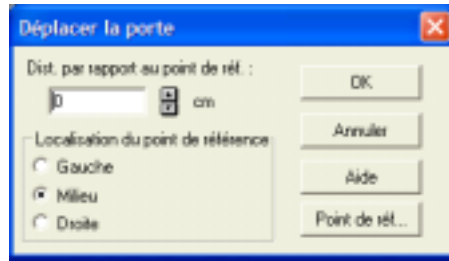 Déplacer la porte
Dist. par rapport au point de réf. :
0 cm
OK
Localisation du point de référence
Annuler
Gauche
Aide
Milieu
Droite
Point de réf...